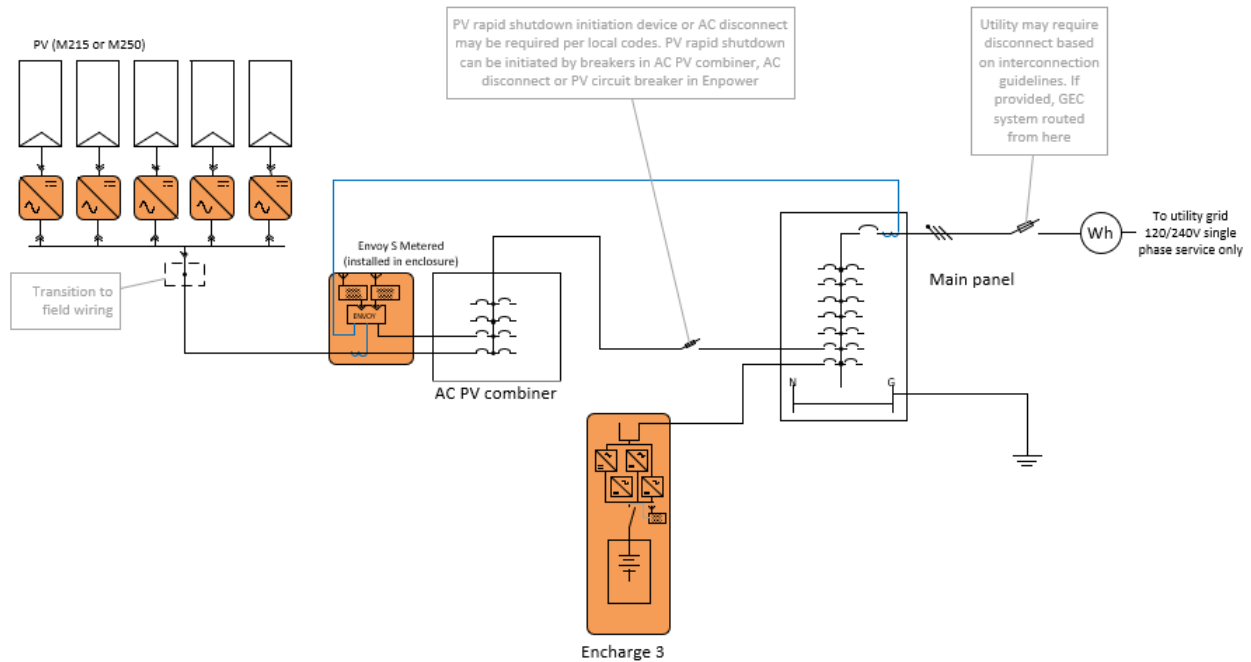 PV (M215 or M250)
PV rapid shutdown initiation device or AC disconnect
may be required per local codes. PV rapid shutdown
can be initiated by breakers in AC PV combiner, AC
disconnect or PV circuit breaker in Enpower
Utility may require
disconnect based
on interconnection
guidelines. If
provided, GEC
system routed
from here
Transition to
field wiring
Envoy S Metered
(installed in enclosure)
ENVOY
AC PV combiner
Main panel
N
G
Wh
To utility grid
120/240V single
phase service only
Encharge 3